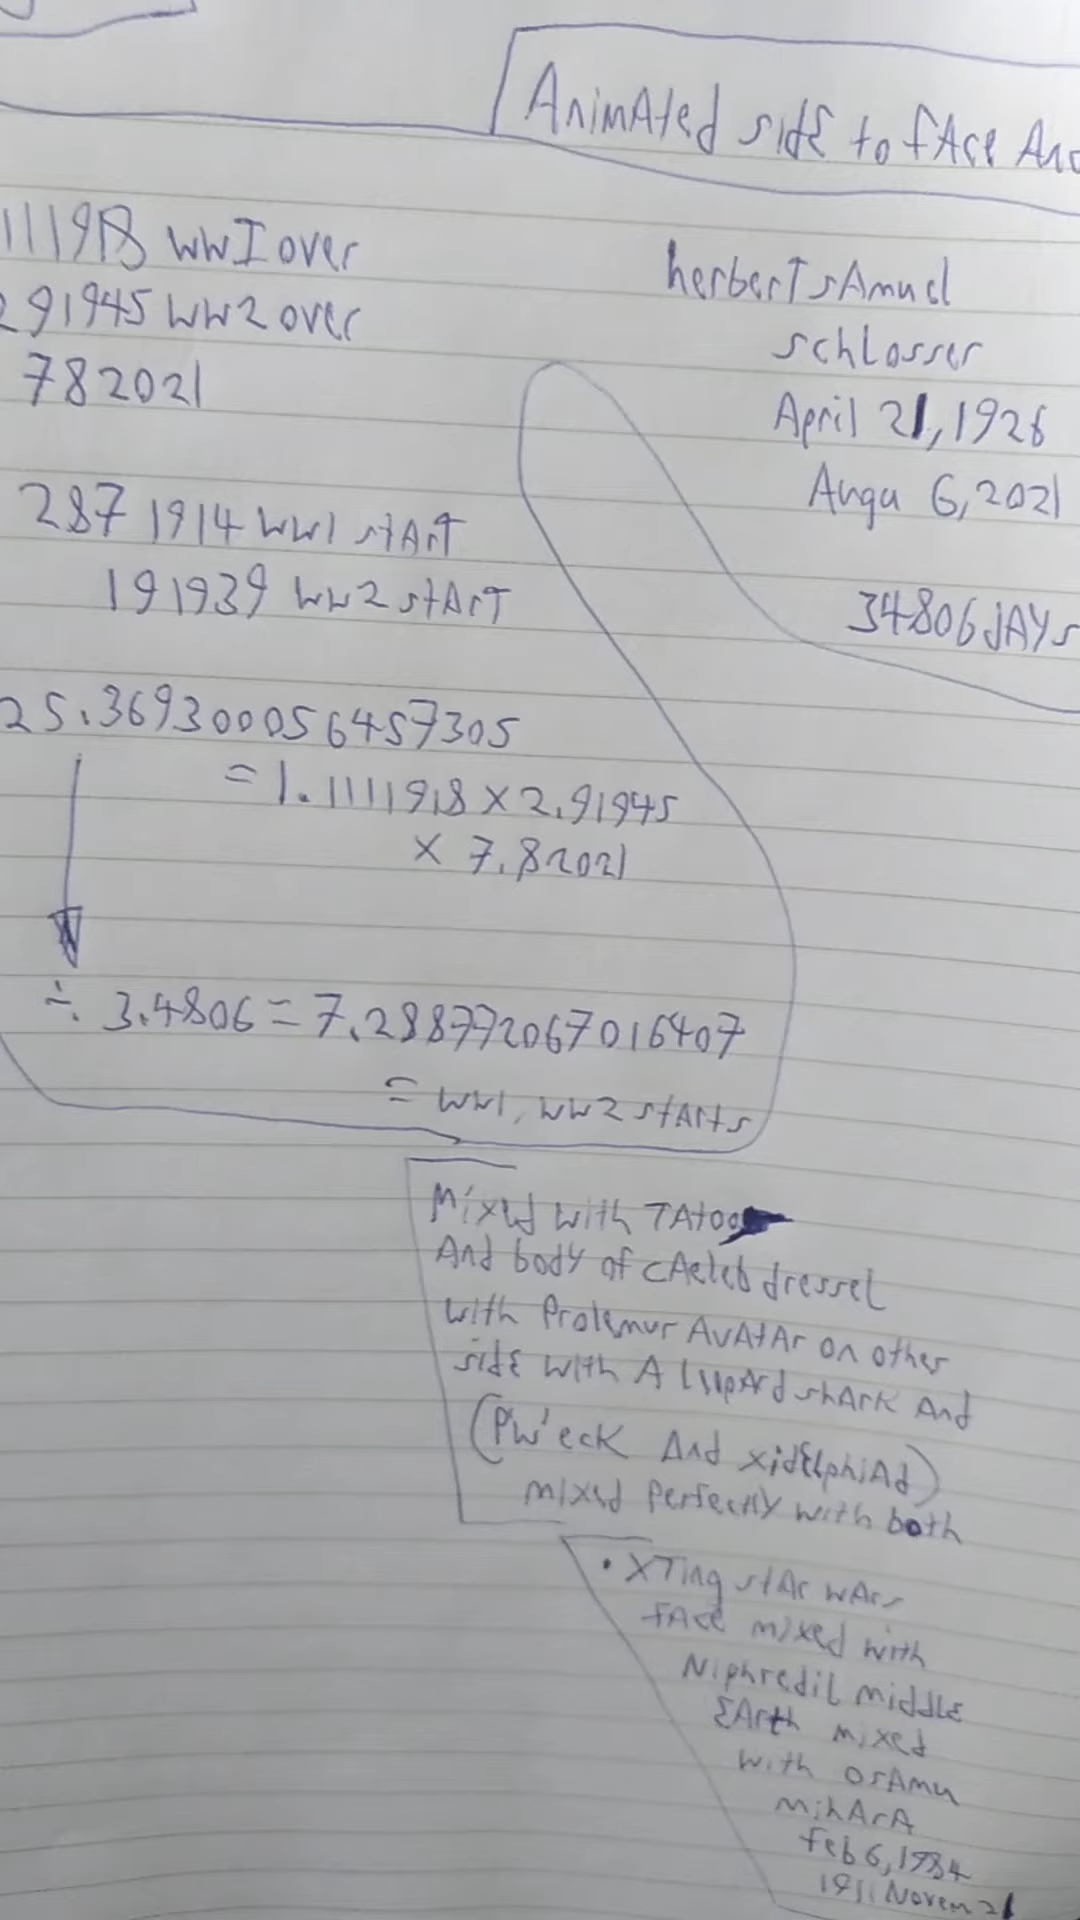 AnimAted sidE to fAce And
111918 WWI over
291945 WW2 over
782021
herberT sAmuel
schLosser
April 21, 1926
Augu 6, 2021
34806 dAYs
2871914 WW1 stArT
191939 WW2 stArT
25.369300056457305
= 1.111918 × 2.91945
× 7.82021
÷ 3.4806 = 7.288772067016407
= WW1, WW2 stArts
Mixed with TAtoo
And body of cAeleb dresseL
with Prolemur AvAtAr on other
sidE with A lEopArd shArk And
(PW'eck And xidElphiAd)
mixed perfectly with both
• XTing stAr wArs
fAce mixed with
NiphrediL middLE
EArth mixed
with osAmu
mihArA
feb 6, 1984
1911 Novem 21